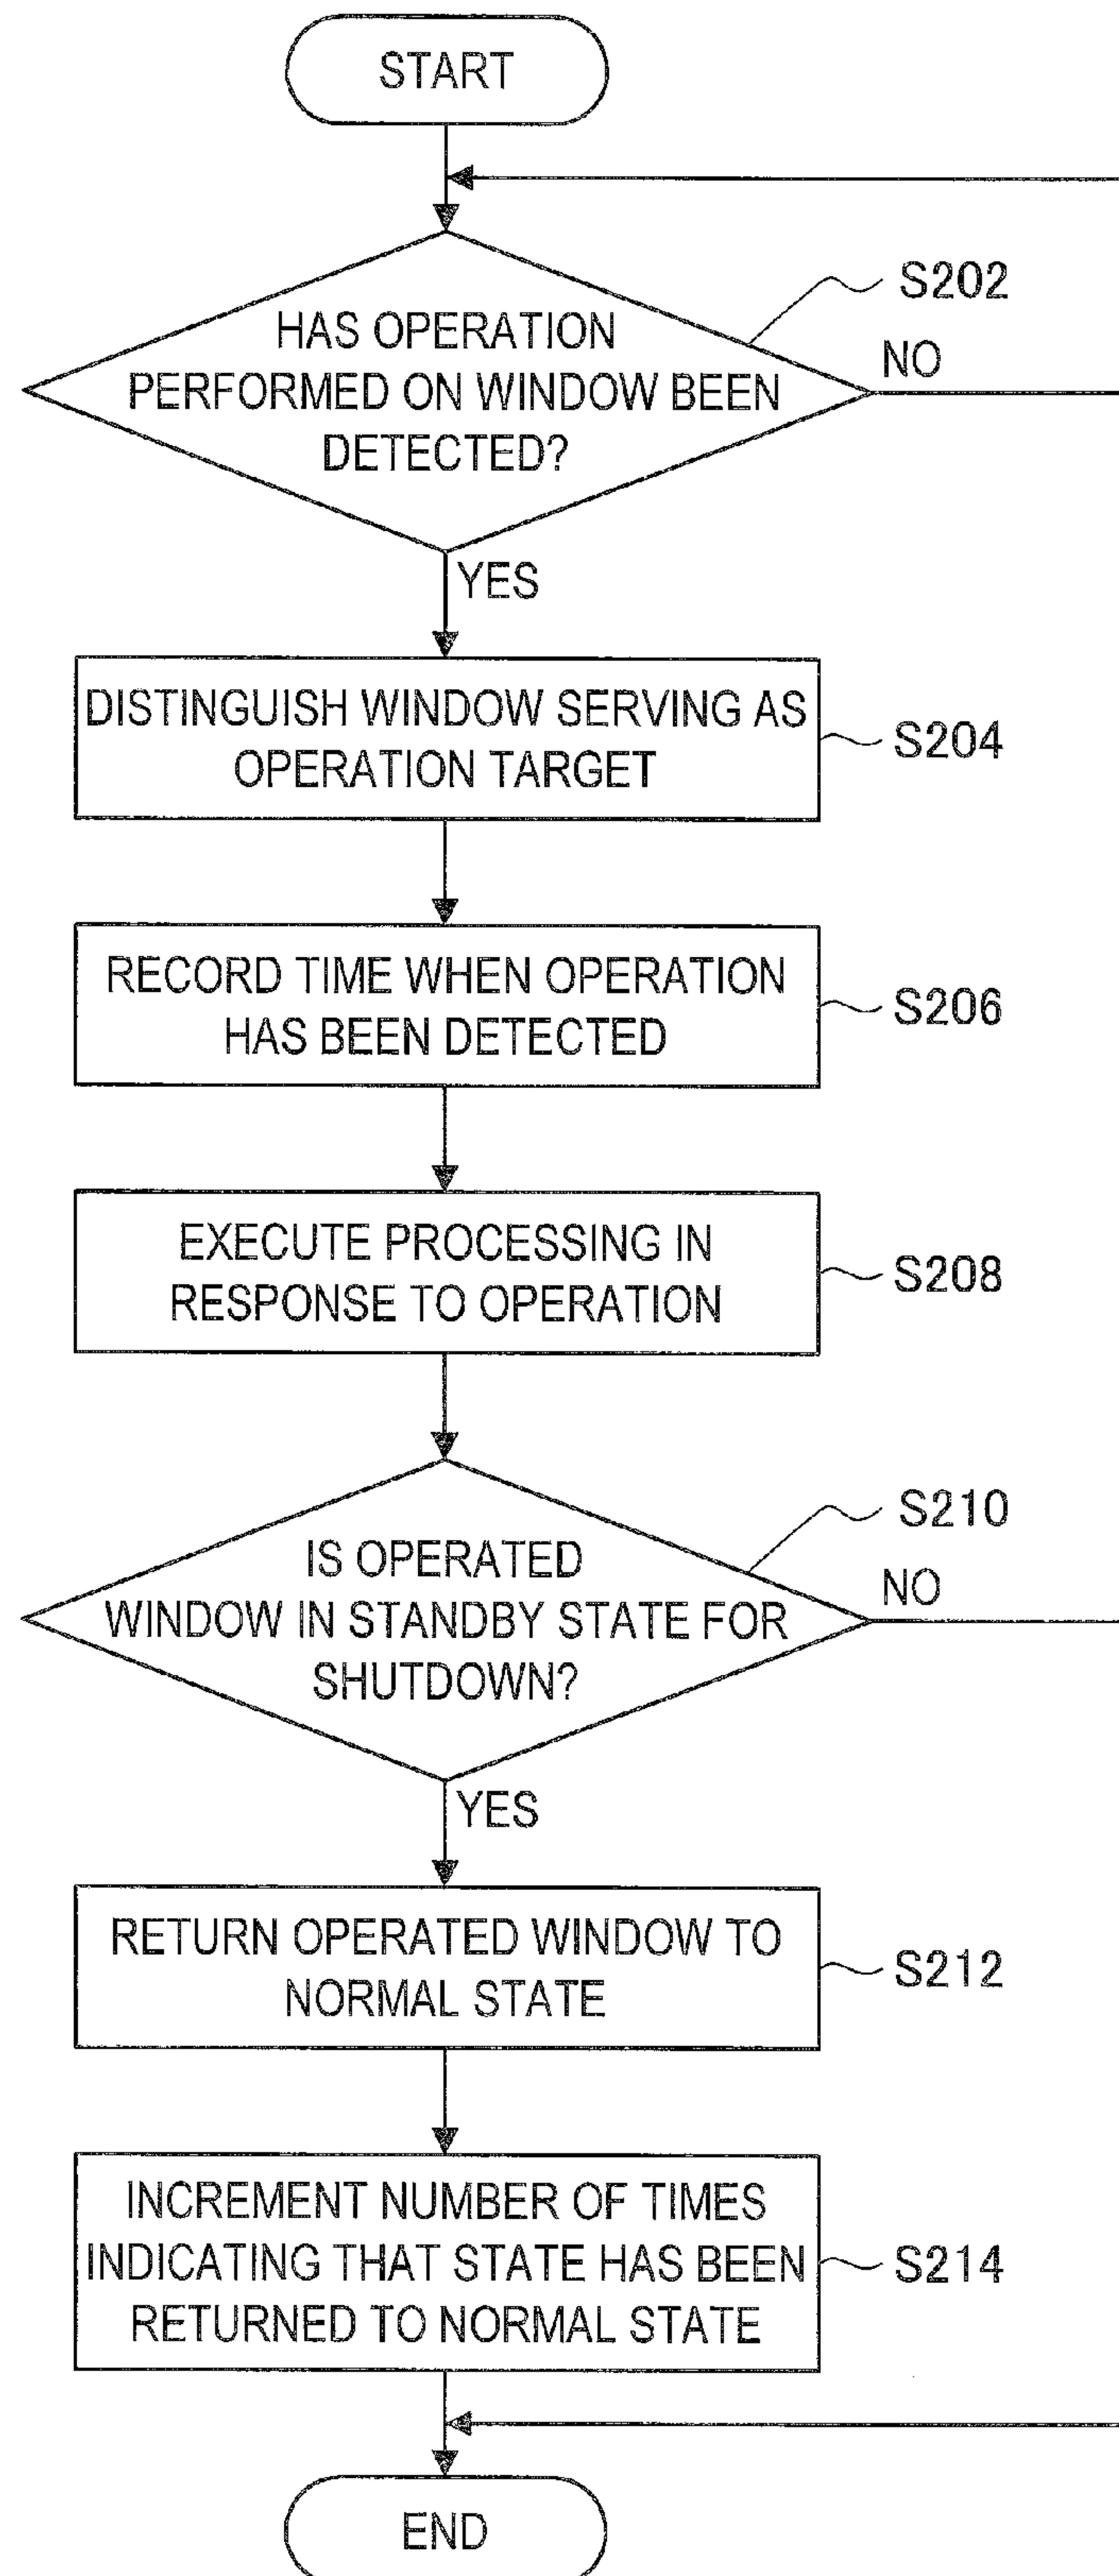 START
S202
HAS OPERATION
PERFORMED ON WINDOW BEEN
DETECTED?
NO
YES
DISTINGUISH WINDOW SERVING AS
OPERATION TARGET
S204
RECORD TIME WHEN OPERATION
HAS BEEN DETECTED
S206
EXECUTE PROCESSING IN
RESPONSE TO OPERATION
S208
S210
IS OPERATED
WINDOW IN STANDBY STATE FOR
SHUTDOWN?
NO
YES
RETURN OPERATED WINDOW TO
NORMAL STATE
S212
INCREMENT NUMBER OF TIMES
INDICATING THAT STATE HAS BEEN
RETURNED TO NORMAL STATE
S214
END